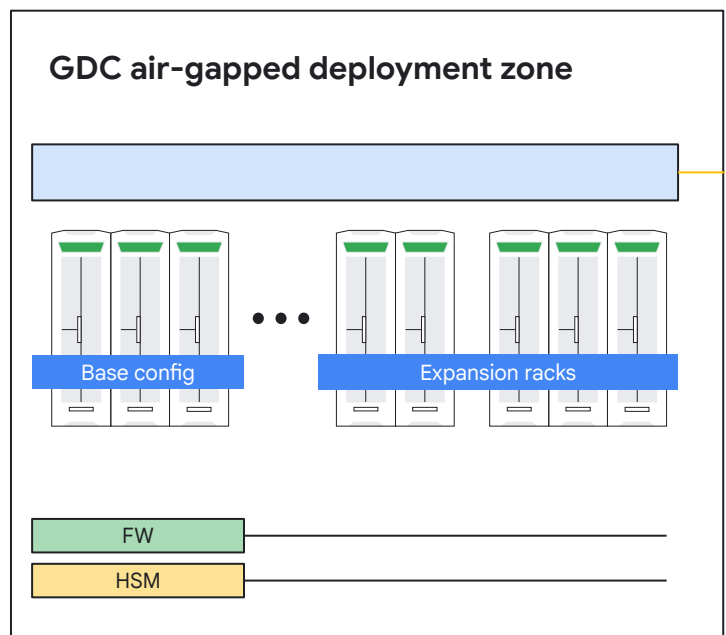 GDC air-gapped deployment zone
Base config
Expansion racks
FW
HSM